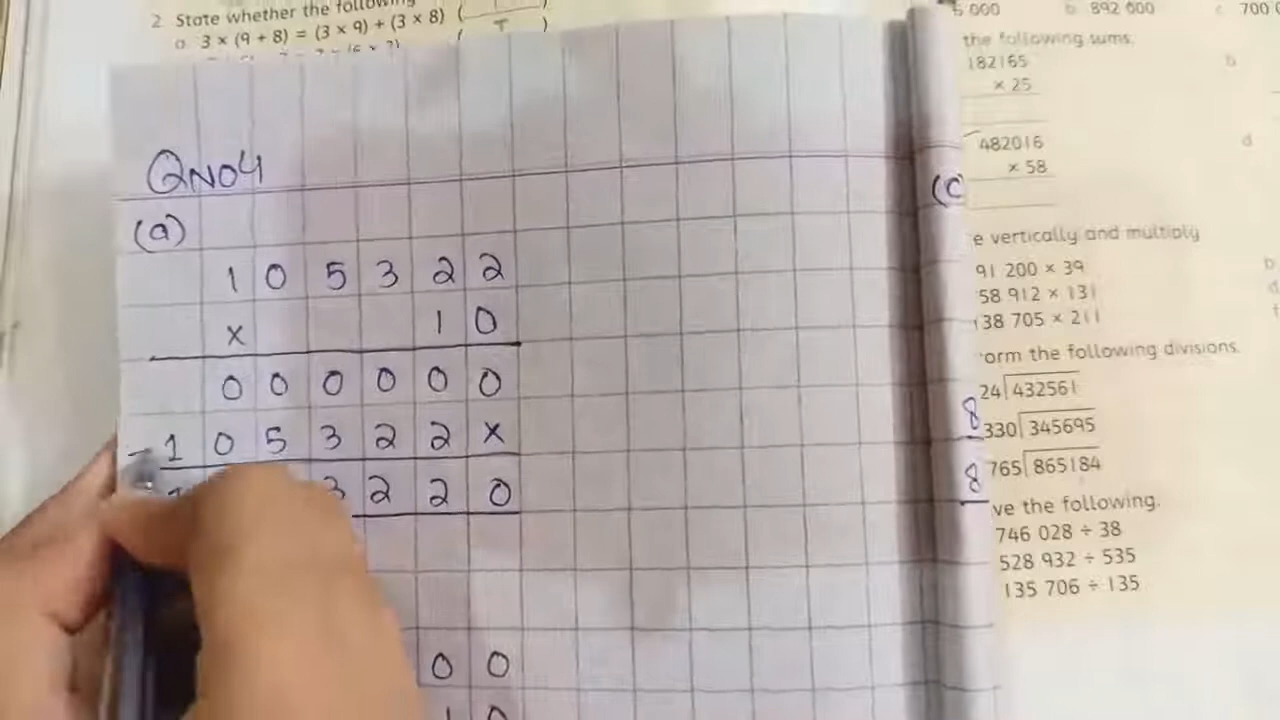 2. State whether the following
a 3 × (9 + 8) = (3 × 9) + (3 × 8) ( T )
QNo4
(a)
1 0 5 3 2 2
× 1 0
0 0 0 0 0 0
1 0 5 3 2 2 ×
3 2 2 0
0 0
1 0
(c
8
8
000 b 892 000 c 700
the following sums.
182165 b
× 25
482016 d
× 58
e vertically and multiply
91 200 × 39 b
58 912 × 131 d
138 705 × 211
orm the following divisions.
24 432561
330 345695
765 865184
ve the following.
746 028 ÷ 38
528 932 ÷ 535
135 706 ÷ 135